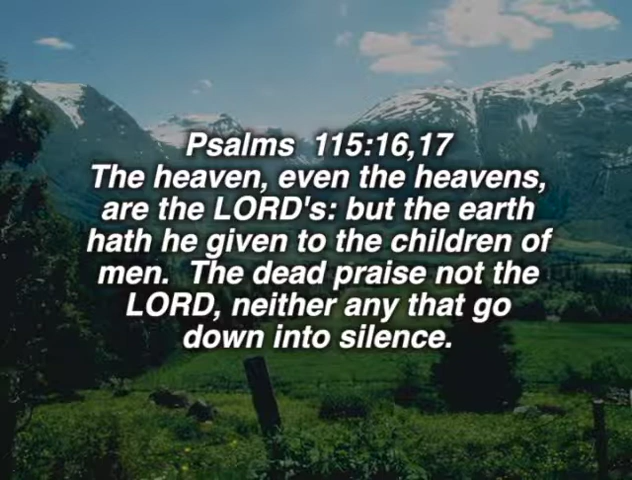 Psalms 115:16,17
The heaven, even the heavens,
are the LORD's: but the earth
hath he given to the children of
men. The dead praise not the
LORD, neither any that go
down into silence.